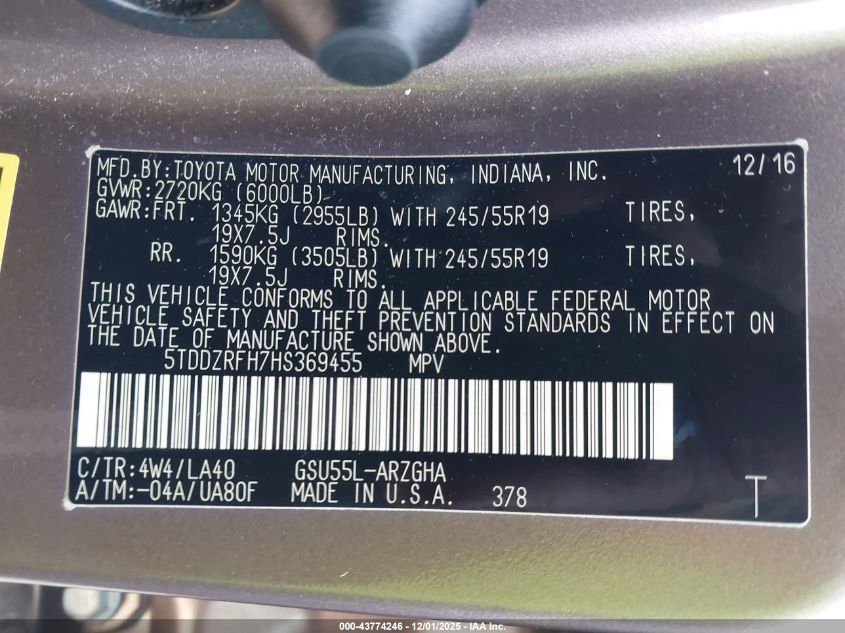 MFD.BY:TOYOTA MOTOR MANUFACTURING, INDIANA, INC. 12/16
GVWR:2720KG (6000LB)
GAWR:FRT. 1345KG (2955LB) WITH 245/55R19 TIRES,
19X7.5J RIMS.
RR. 1590KG (3505LB) WITH 245/55R19 TIRES,
19X7.5J RIMS.
THIS VEHICLE CONFORMS TO ALL APPLICABLE FEDERAL MOTOR
VEHICLE SAFETY AND THEFT PREVENTION STANDARDS IN EFFECT ON
THE DATE OF MANUFACTURE SHOWN ABOVE.
5TDDZRFH7HS369455 MPV
C/TR:4W4/LA40 GSU55L-ARZGHA
A/TM:-04A/UA80F MADE IN U.S.A. 378 T
000-43774246 - 12/01/2025 - IAA Inc.